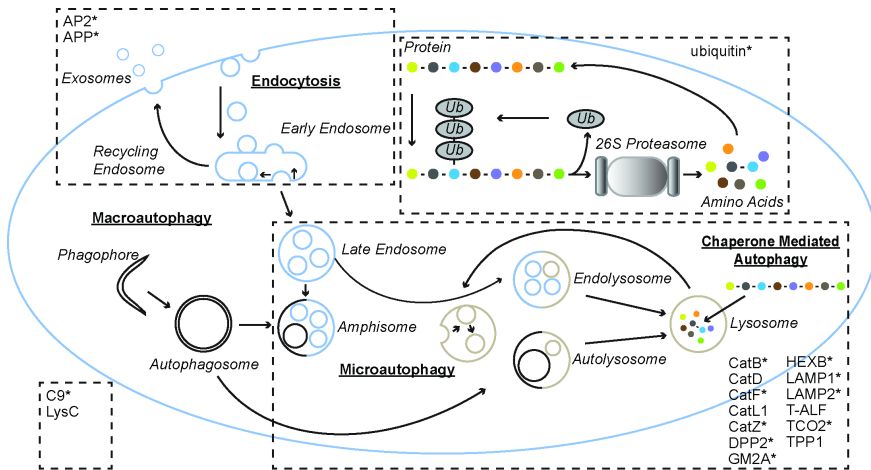 AP2*
APP*
Exosomes
Endocytosis
Early Endosome
Recycling
Endosome
Protein
ubiquitin*
Ub
Ub
Ub
Ub
26S Proteasome
Amino Acids
Macroautophagy
Phagophore
Autophagosome
Late Endosome
Amphisome
Microautophagy
Endolysosome
Autolysosome
Chaperone Mediated
Autophagy
Lysosome
C9*
LysC
CatB*
CatD
CatF*
CatL1
CatZ*
DPP2*
GM2A*
HEXB*
LAMP1*
LAMP2*
T-ALF
TCO2*
TPP1